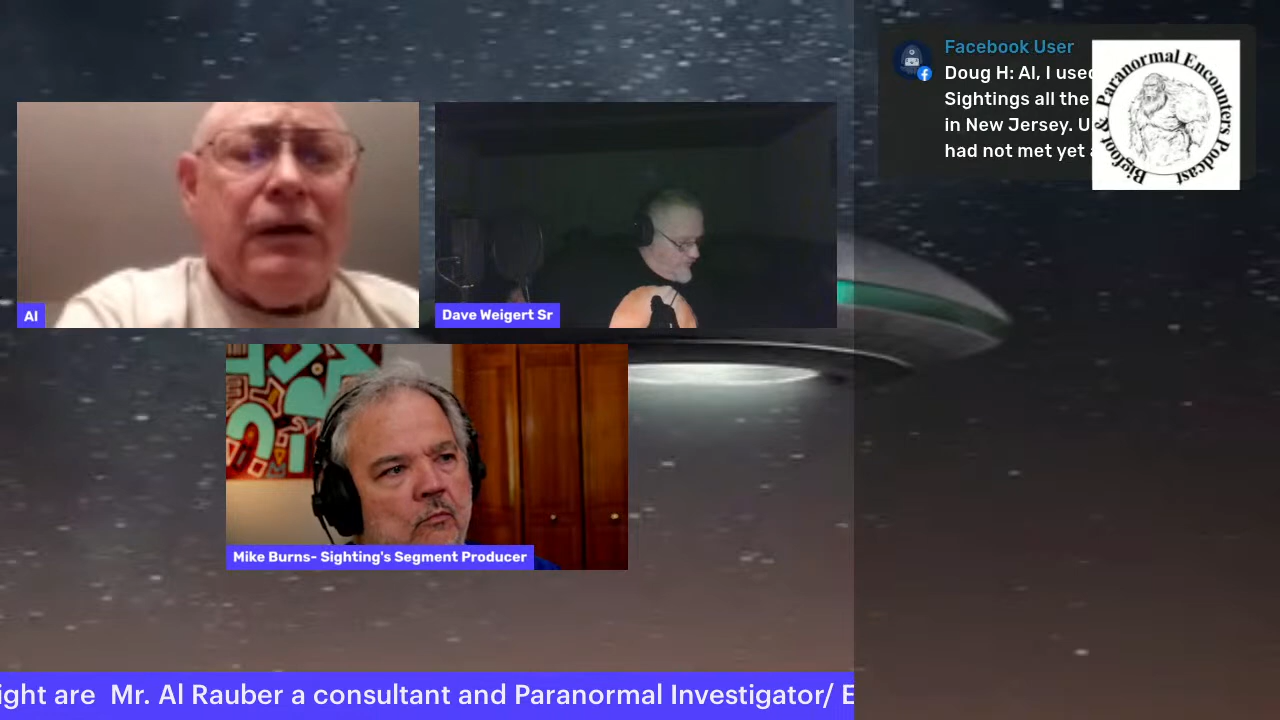 Facebook User
Doug H: Al, I used
Sightings all the
in New Jersey. U
had not met yet
Bigfoot & Paranormal Encounters Podcast
Al
Dave Weigert Sr
Mike Burns- Sighting's Segment Producer
ight are Mr. Al Rauber a consultant and Paranormal Investigator/ E